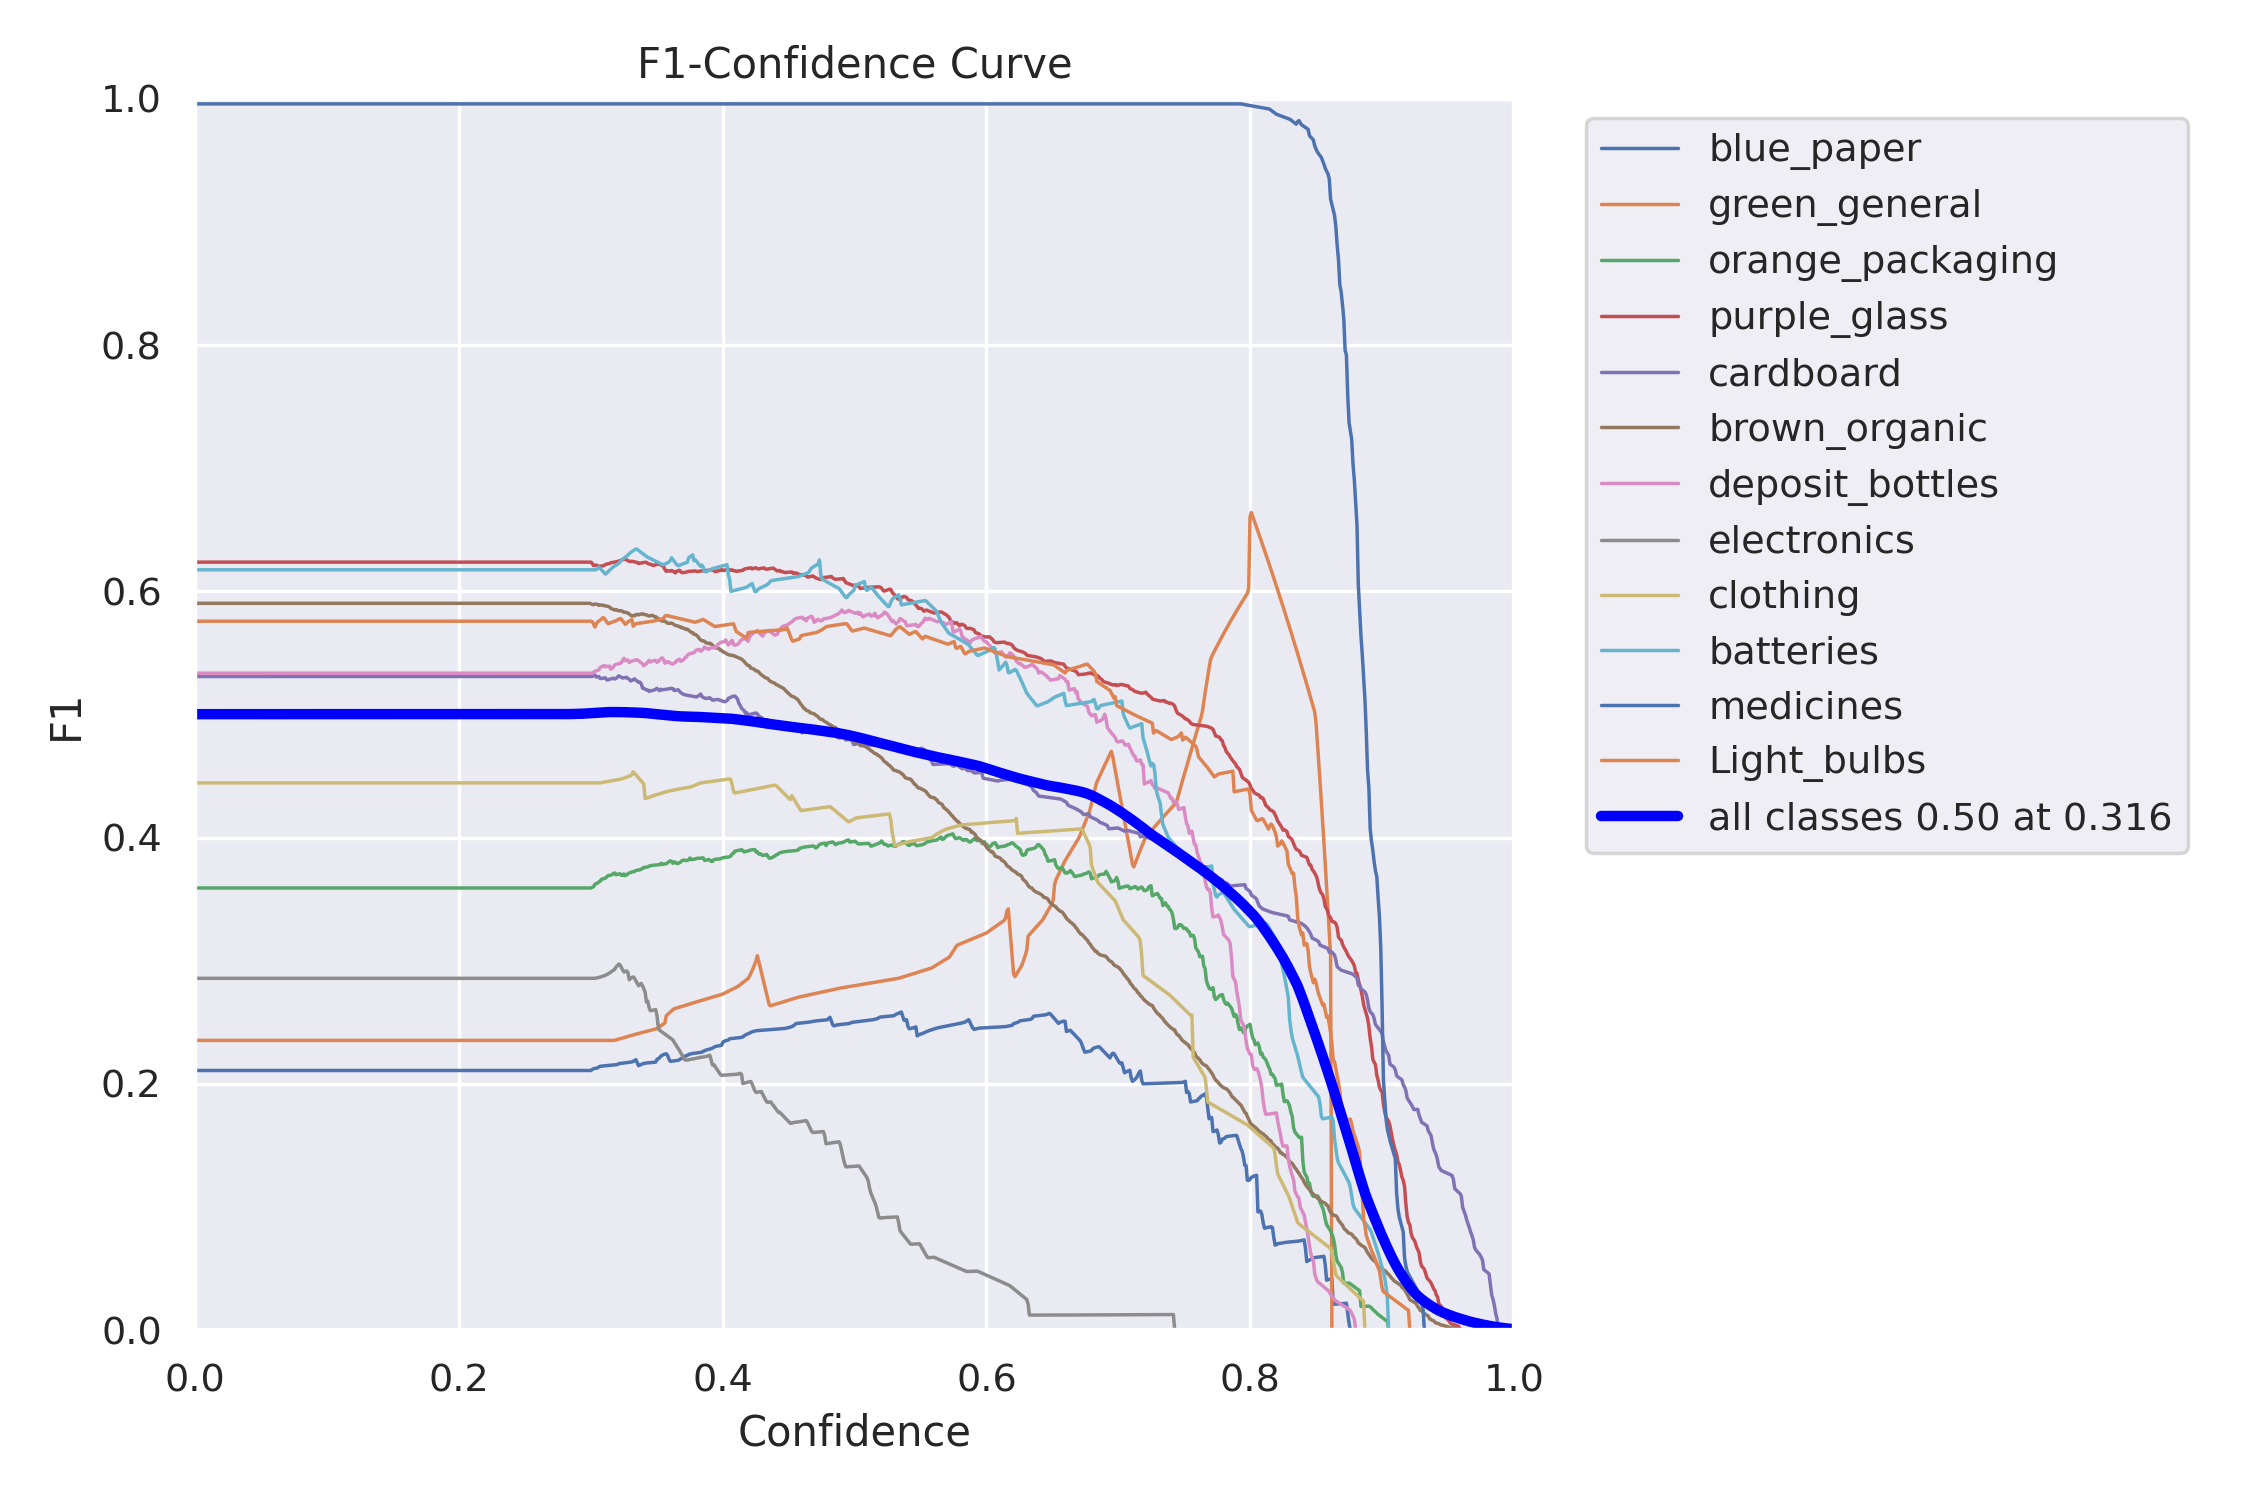 F1-Confidence Curve
1.0
0.8
0.6
0.4
0.2
0.0
F1
0.0 0.2 0.4 0.6 0.8 1.0
Confidence
blue_paper
green_general
orange_packaging
purple_glass
cardboard
brown_organic
deposit_bottles
electronics
clothing
batteries
medicines
Light_bulbs
all classes 0.50 at 0.316